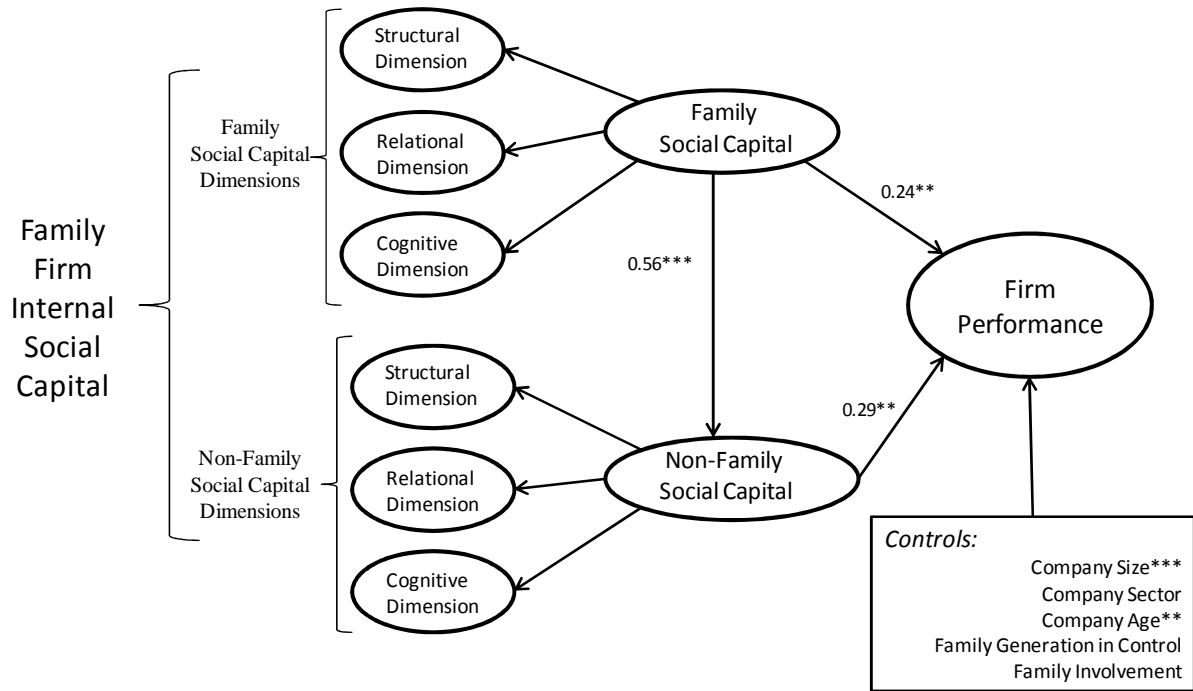 Family
Firm
Internal
Social
Capital
Family
Social Capital
Dimensions
Structural
Dimension
Relational
Dimension
Cognitive
Dimension
Family
Social Capital
0.24**
0.56***
Firm
Performance
Non-Family
Social Capital
Dimensions
Structural
Dimension
Relational
Dimension
Cognitive
Dimension
Non-Family
Social Capital
0.29**
Controls:
Company Size***
Company Sector
Company Age**
Family Generation in Control
Family Involvement